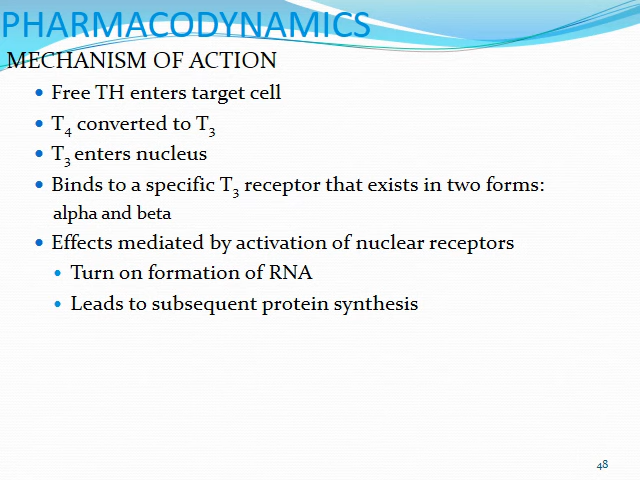 PHARMACODYNAMICS
MECHANISM OF ACTION
• Free TH enters target cell
• T₄ converted to T₃
• T₃ enters nucleus
• Binds to a specific T₃ receptor that exists in two forms:
alpha and beta
• Effects mediated by activation of nuclear receptors
• Turn on formation of RNA
• Leads to subsequent protein synthesis
48